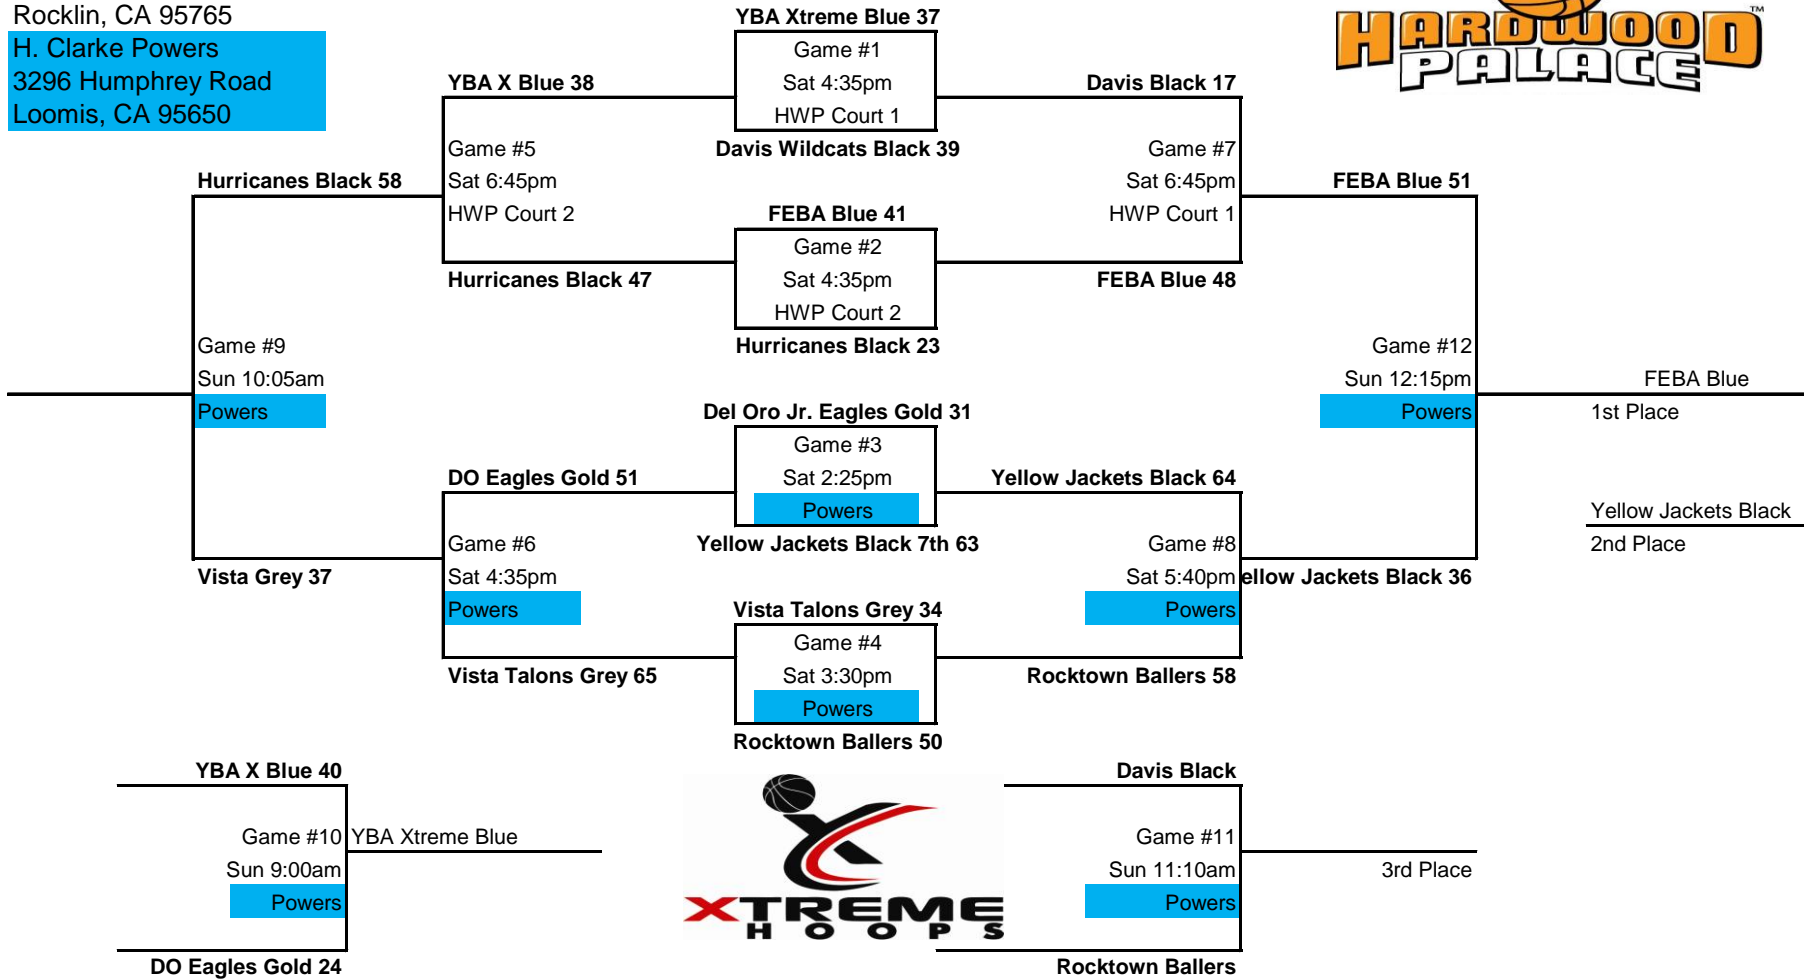 Rocklin, CA 95765
H. Clarke Powers
3296 Humphrey Road
Loomis, CA 95650
HARDWOOD
PALACE
TM
YBA Xtreme Blue 37
Game #1
Sat 4:35pm
HWP Court 1
Davis Wildcats Black 39
YBA X Blue 38
Game #5
Sat 6:45pm
HWP Court 2
Hurricanes Black 47
Davis Black 17
Game #7
Sat 6:45pm
HWP Court 1
FEBA Blue 48
FEBA Blue 41
Game #2
Sat 4:35pm
HWP Court 2
Hurricanes Black 23
Hurricanes Black 58
Game #9
Sun 10:05am
Powers
Vista Grey 37
FEBA Blue 51
Game #12
Sun 12:15pm
Powers
ellow Jackets Black 36
FEBA Blue
1st Place
Yellow Jackets Black
2nd Place
Del Oro Jr. Eagles Gold 31
Game #3
Sat 2:25pm
Powers
Yellow Jackets Black 7th 63
DO Eagles Gold 51
Game #6
Sat 4:35pm
Powers
Vista Talons Grey 65
Yellow Jackets Black 64
Game #8
Sat 5:40pm
Powers
Rocktown Ballers 58
Vista Talons Grey 34
Game #4
Sat 3:30pm
Powers
Rocktown Ballers 50
YBA X Blue 40
Game #10
Sun 9:00am
Powers
DO Eagles Gold 24
YBA Xtreme Blue
XTREME
HOOPS
Davis Black
Game #11
Sun 11:10am
Powers
Rocktown Ballers
3rd Place